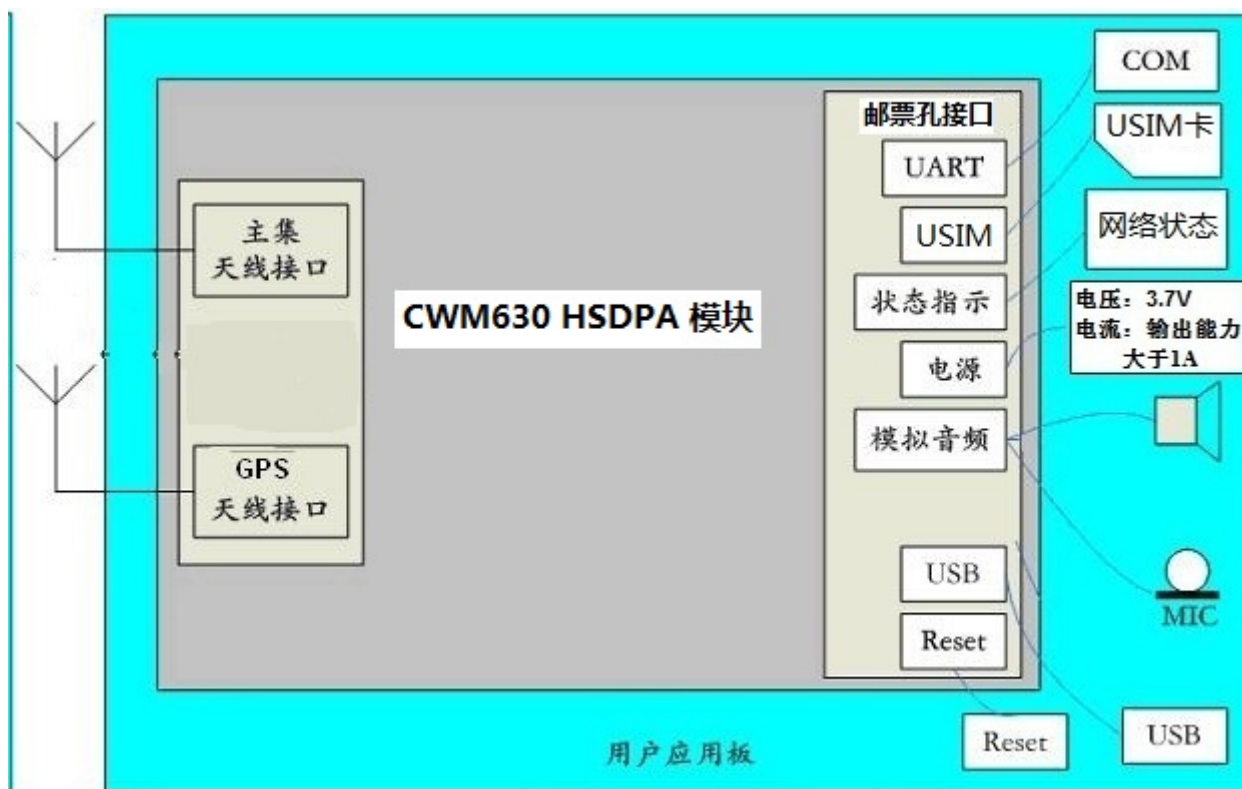 主集
天线接口
GPS
天线接口
CWM630 HSDPA 模块
邮票孔接口
UART
USIM
状态指示
电源
模拟音频
USB
Reset
COM
USIM卡
网络状态
电压：3.7V
电流：输出能力
大于1A
MIC
Reset
USB
用户应用板